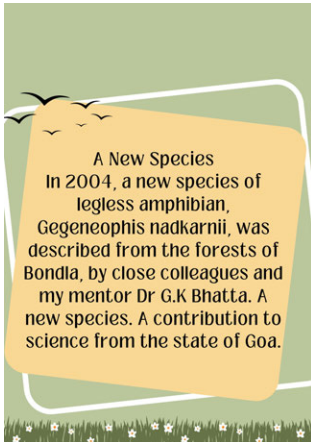 A New Species
In 2004, a new species of
legless amphibian,
Gegeneophis nadkarnii, was
described from the forests of
Bondla, by close colleagues and
my mentor Dr G.K Bhatta. A
new species. A contribution to
science from the state of Goa.